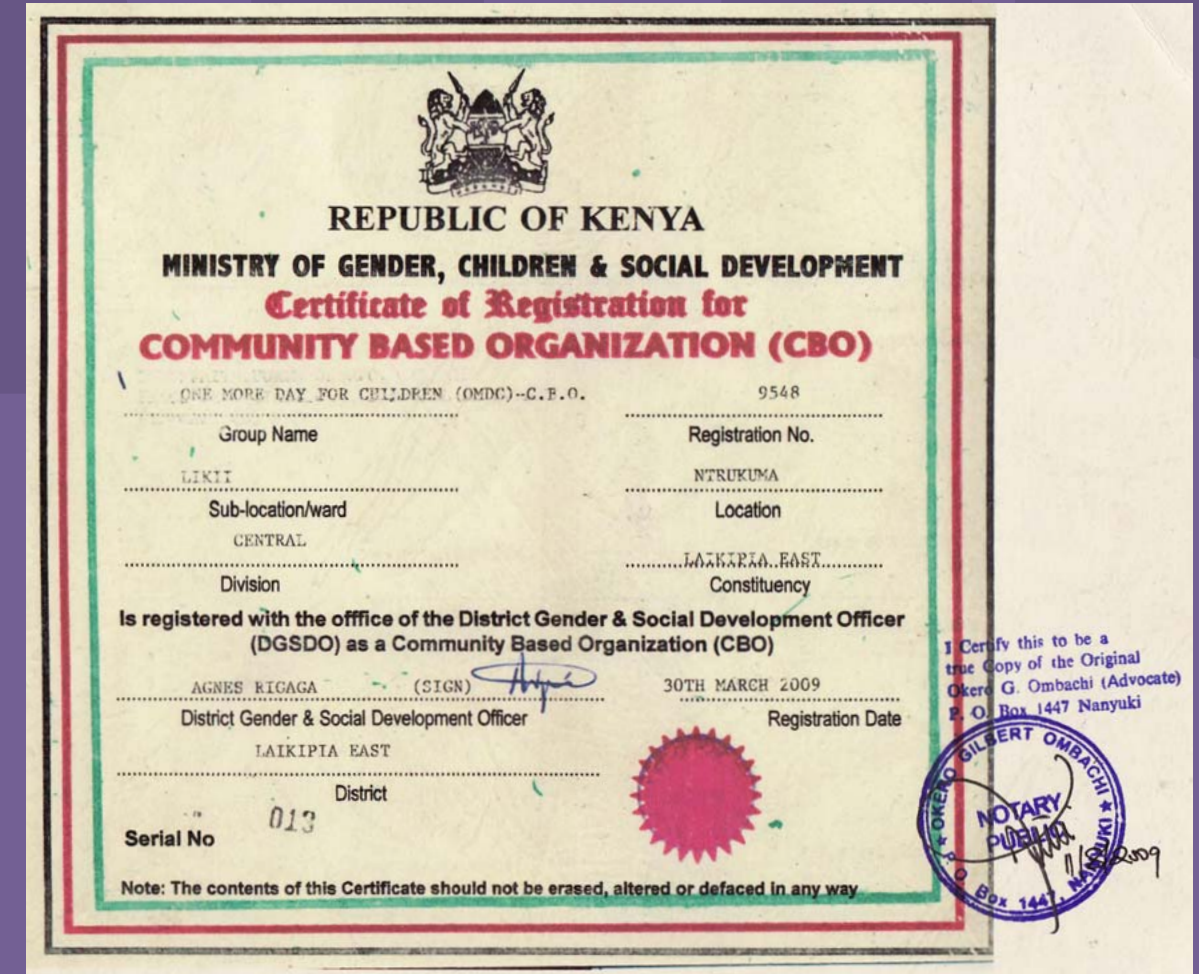 REPUBLIC OF KENYA
MINISTRY OF GENDER, CHILDREN & SOCIAL DEVELOPMENT
Certificate of Registration for
COMMUNITY BASED ORGANIZATION (CBO)
ONE MORE DAY FOR CHILDREN (OMDC)--C.B.O. 9548
Group Name Registration No.
LIKII NTRUKUMA
Sub-location/ward Location
CENTRAL LAIKIPIA EAST
Division Constituency
Is registered with the offfice of the District Gender & Social Development Officer
(DGSDO) as a Community Based Organization (CBO)
AGNES (SIGN) 30TH MARCH 2009
District Gender & Social Development Officer Registration Date
LAIKIPIA EAST
District
Serial No 013
Note: The contents of this Certificate should not be erased, altered or defaced in any way
I Certify this to be a
true Copy of the Original
Okero G. Ombachi (Advocate)
P. O. Box 1447 Nanyuki
OKERO GILBERT OMBACHI
NOTARY
PUBLIC
P. O. Box 1447, NANYUKI